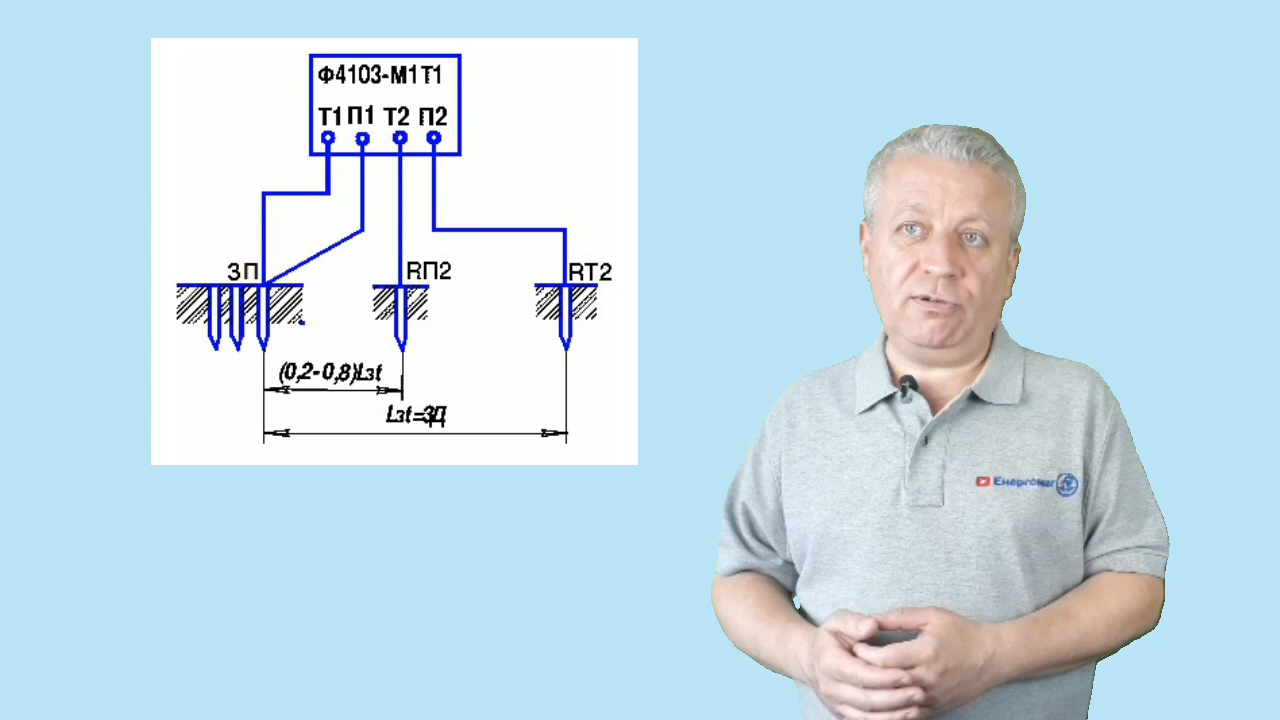 Ф4103-М1Т1
Т1 П1 Т2 П2
ЗП
RП2
RТ2
(0,2-0,8)Lзt
Lзt=3Д
Енергомаг